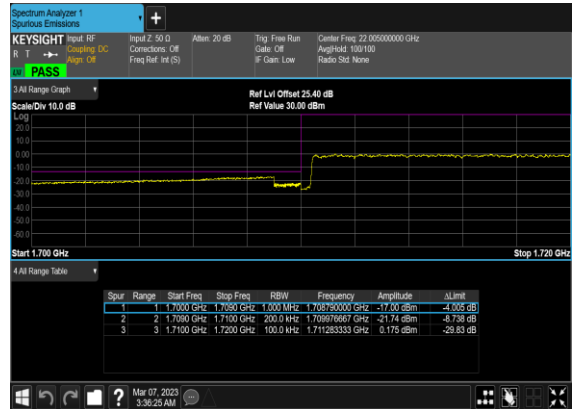 Spectrum Analyzer 1
Spurious Emissions
+
KEYSIGHT Input: RF Input Z: 50 Ω Atten: 20 dB Trig: Free Run Center Freq: 22.005000000 GHz
R T Coupling: DC Corrections: Off Gate: Off Avg|Hold: 100/100
Align: Off Freq Ref: Int (S) IF Gain: Low Radio Std: None
PASS
3 All Range Graph
Ref Lvl Offset 25.40 dB
Scale/Div 10.0 dB Ref Value 30.00 dBm
Log
20.0
10.0
0.00
-10.0
-20.0
-30.0
-40.0
-50.0
-60.0
Start 1.700 GHz Stop 1.720 GHz
4 All Range Table
Spur Range Start Freq Stop Freq RBW Frequency Amplitude ΔLimit
1 1 1.7000 GHz 1.7090 GHz 1.000 MHz 1.708790000 GHz -17.00 dBm -4.005 dB
2 2 1.7090 GHz 1.7100 GHz 200.0 kHz 1.709976667 GHz -21.74 dBm -8.738 dB
3 3 1.7100 GHz 1.7200 GHz 100.0 kHz 1.711283333 GHz 0.175 dBm -29.83 dB
? Mar 07, 2023
3:36:25 AM